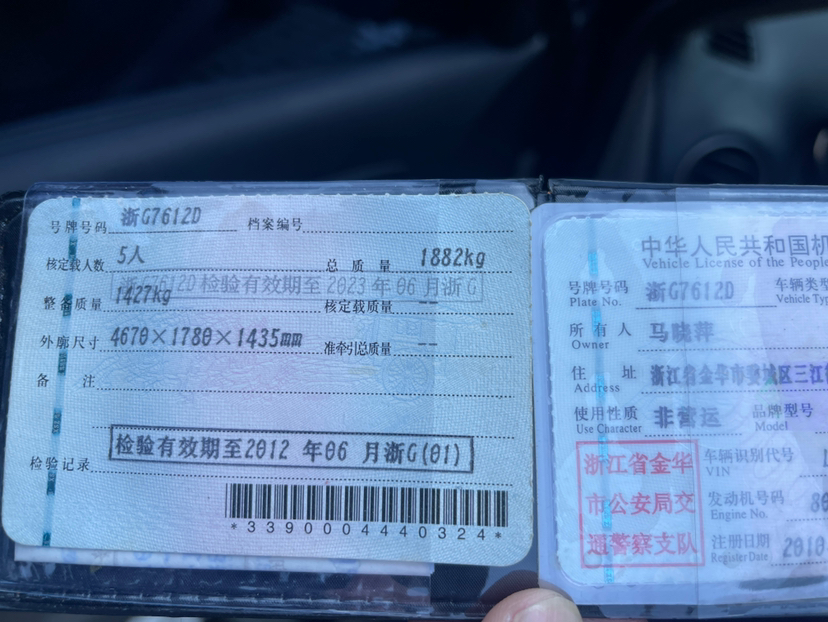 号牌号码 浙G7612D 档案编号
核定载人数 5人 总质量 1882kg
浙G7612D检验有效期至2023年06月浙G
整备质量 1427kg 核定载质量 --
外廓尺寸 4670×1780×1435mm 准牵引总质量 --
备注
检验记录 检验有效期至2012 年06 月浙G(01)
*3390004440324*
中华人民共和国机
Vehicle License of the People
号牌号码 浙G7612D 车辆类型
Plate No. Vehicle Ty
所有人 马晓萍
Owner
住址 浙江省金华市婺城区三江
Address
使用性质 非营运 品牌型号
Use Character Model
浙江省金华
市公安局交
通警察支队
车辆识别代号
VIN
发动机号码
Engine No.
注册日期 2010
Register Date